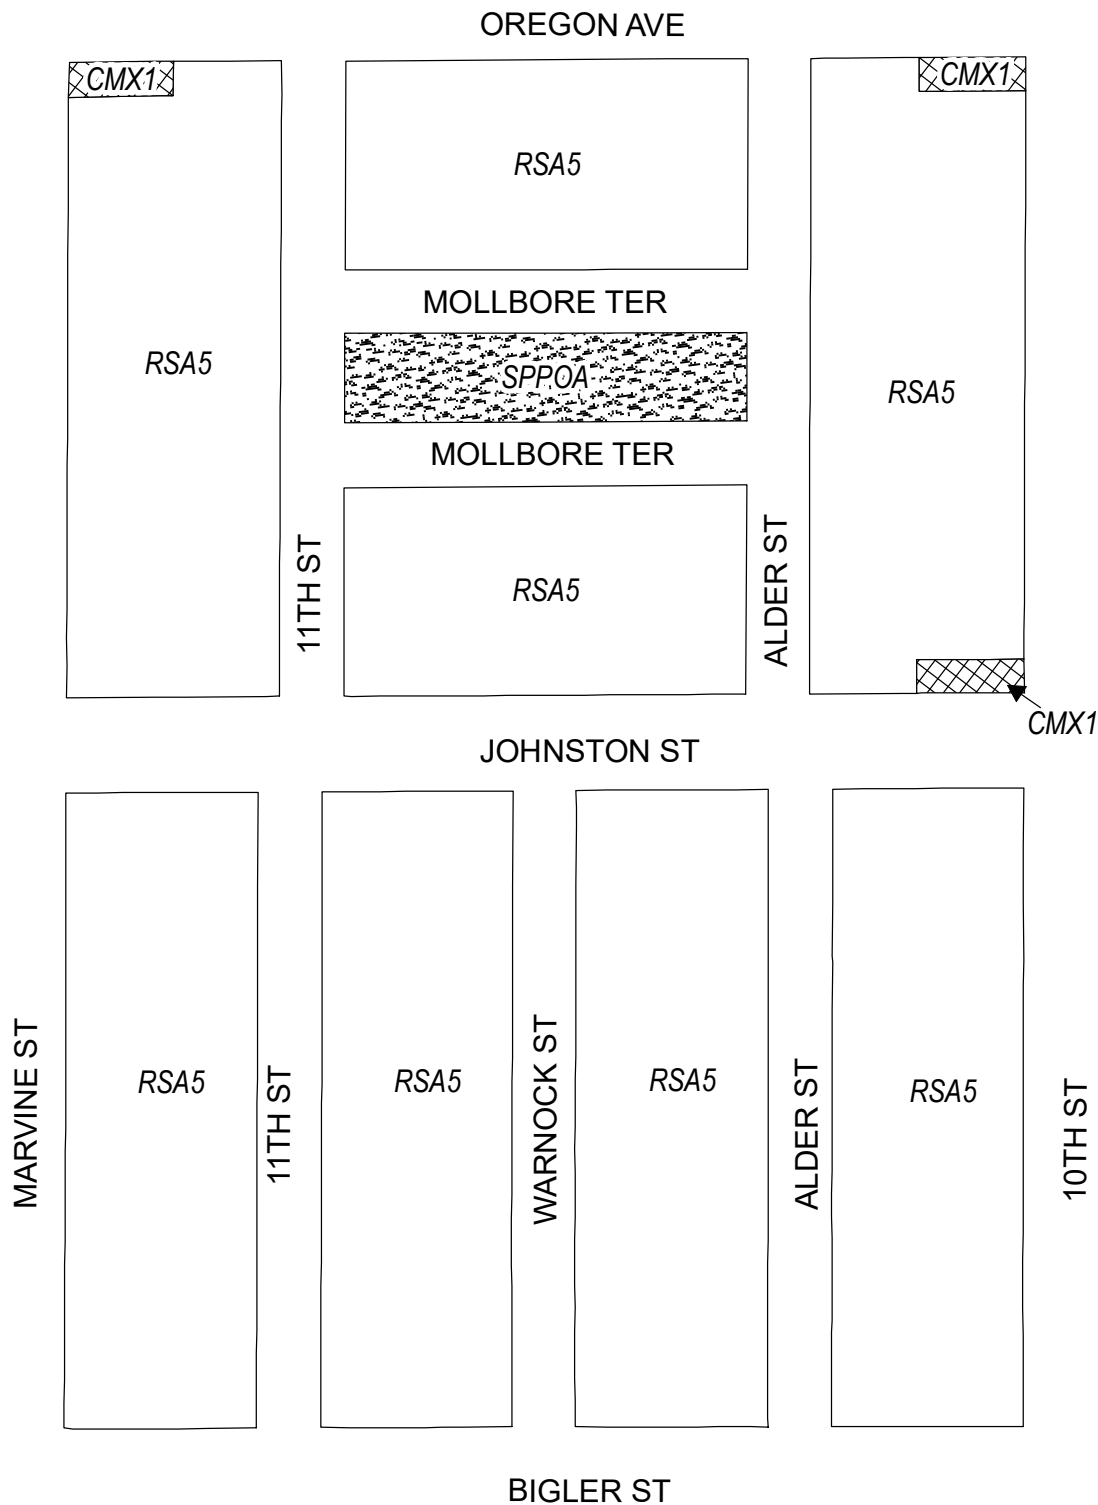 OREGON AVE
CMX1
CMX1
RSA5
MOLLBORE TER
RSA5
SPPOA
RSA5
MOLLBORE TER
11TH ST
RSA5
ALDER ST
CMX1
JOHNSTON ST
MARVINE ST
RSA5
11TH ST
RSA5
WARNOCK ST
RSA5
ALDER ST
RSA5
10TH ST
BIGLER ST